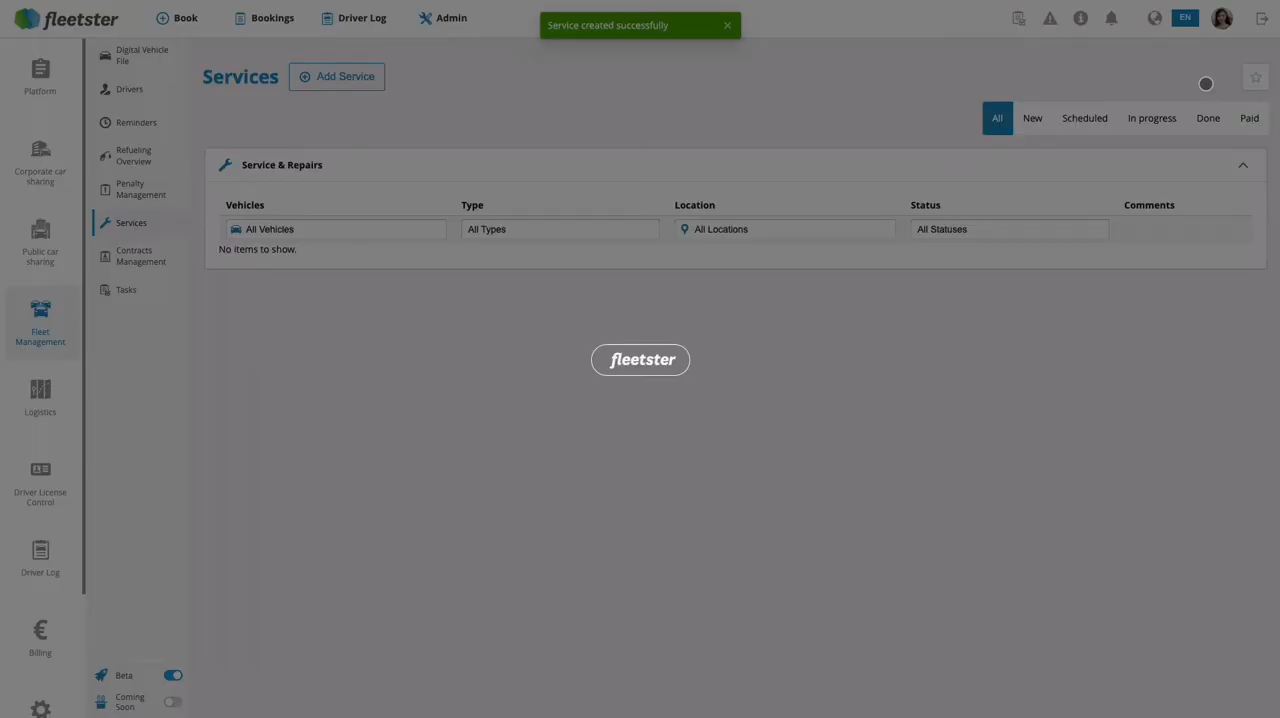 fleetster
Book
Bookings
Driver Log
Admin
Service created successfully
EN
Platform
Corporate car
sharing
Public car
sharing
Fleet
Management
Logistics
Driver License
Control
Driver Log
Billing
Digital Vehicle
File
Drivers
Reminders
Refueling
Overview
Penalty
Management
Services
Contracts
Management
Tasks
Beta
Coming
Soon
Services
Add Service
All
New
Scheduled
In progress
Done
Paid
Service & Repairs
Vehicles
Type
Location
Status
Comments
All Vehicles
All Types
All Locations
All Statuses
No items to show.
fleetster